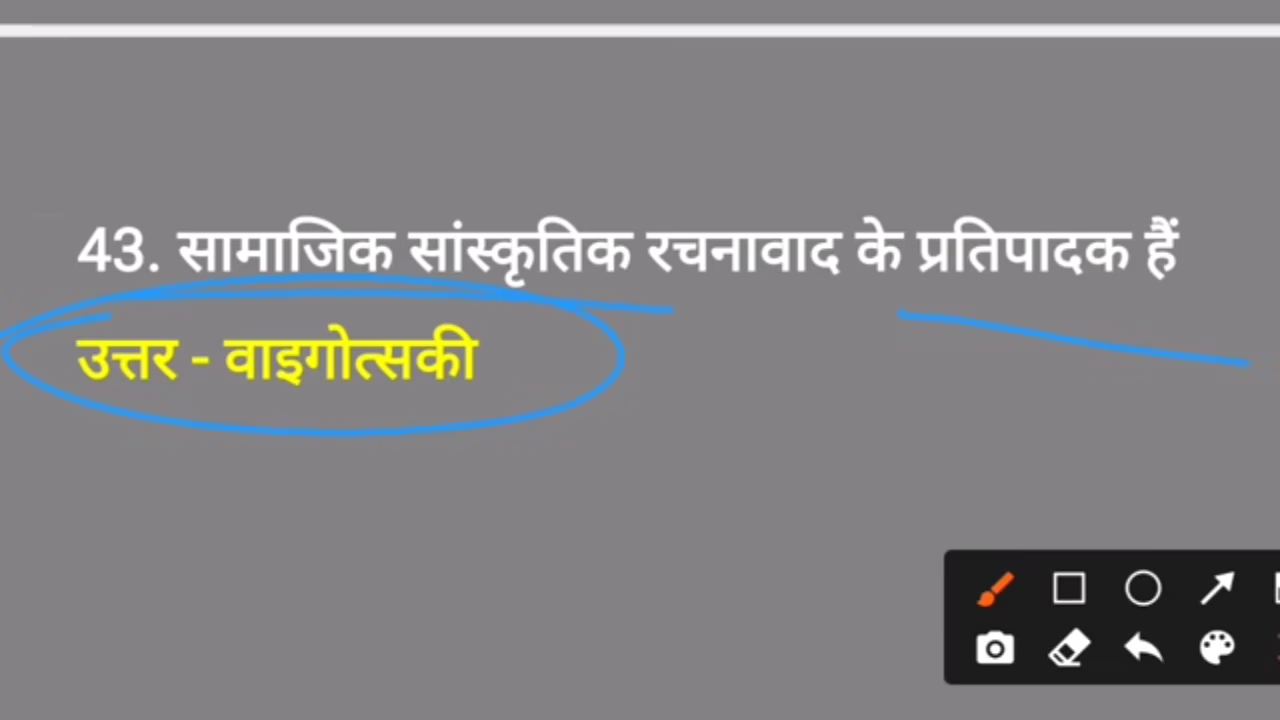 43. सामाजिक सांस्कृतिक रचनावाद के प्रतिपादक हैं
उत्तर - वाइगोत्सकी